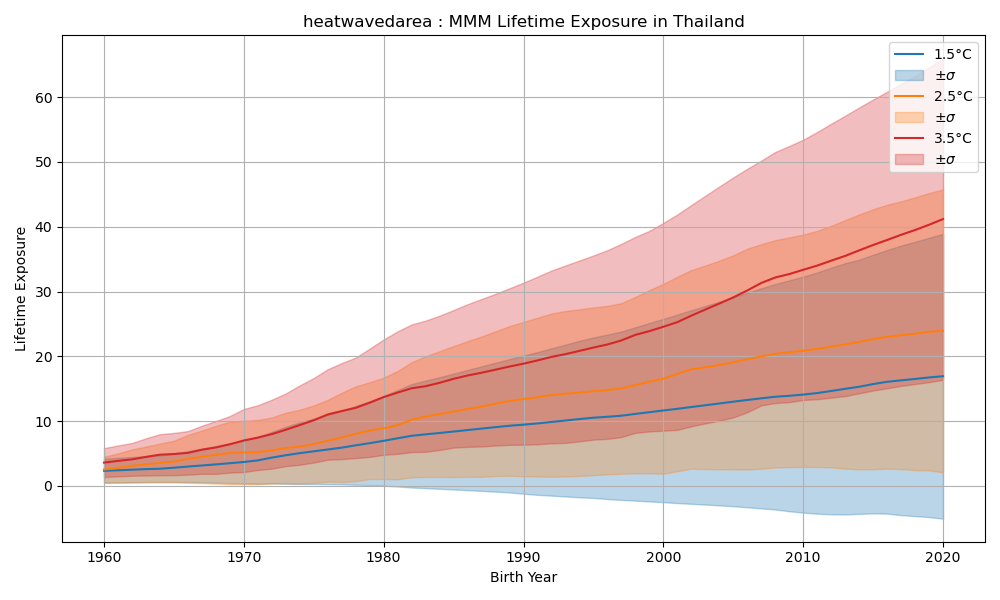 heatwavedarea : MMM Lifetime Exposure in Thailand
1.5°C
±σ
2.5°C
±σ
3.5°C
±σ
60
50
40
30
20
10
0
Lifetime Exposure
1960 1970 1980 1990 2000 2010 2020
Birth Year